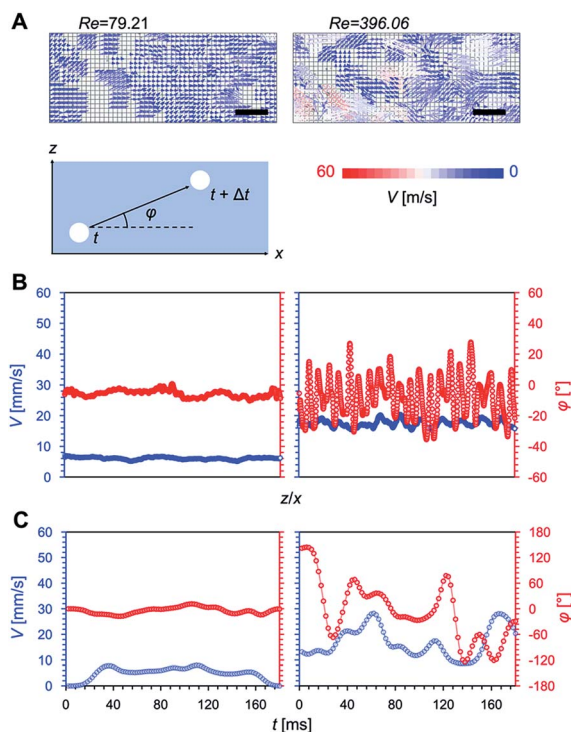 A
Re=79.21 Re=396.06
z
t + Δt
φ
t
x
60 0
V [m/s]
B
60 60 60
50 40
40 20
30 0
20 -20
10 -40
0 -60
V [mm/s]
φ [°]
z/x
C
60 180
50 120
40 60
30 0
20 -60
10 -120
0 -180
V [mm/s]
φ [°]
0 40 80 120 160 0 40 80 120 160
t [ms]